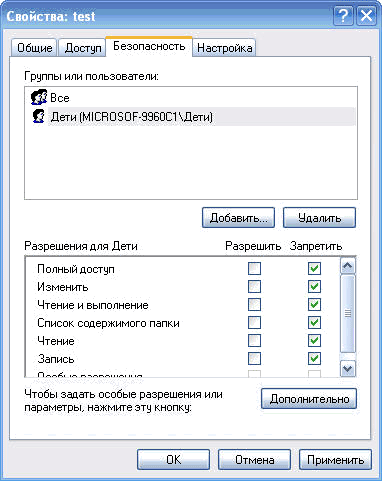 Свойства: test
Общие Доступ Безопасность Настройка
Группы или пользователи:
Все
Дети (MICROSOF-9960C1\Дети)
Добавить... Удалить
Разрешения для Дети Разрешить Запретить
Полный доступ
Изменить
Чтение и выполнение
Список содержимого папки
Чтение
Запись
Особые разрешения
Чтобы задать особые разрешения или
параметры, нажмите эту кнопку: Дополнительно
OK Отмена Применить